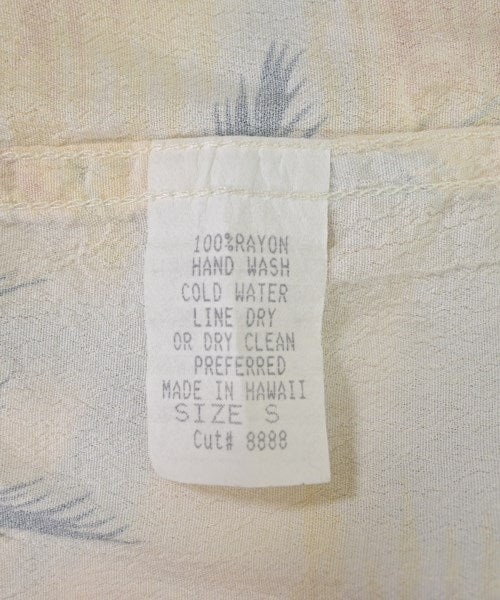 100%RAYON
HAND WASH
COLD WATER
LINE DRY
OR DRY CLEAN
PREFERRED
MADE IN HAWAII
SIZE S
Cut# 8888